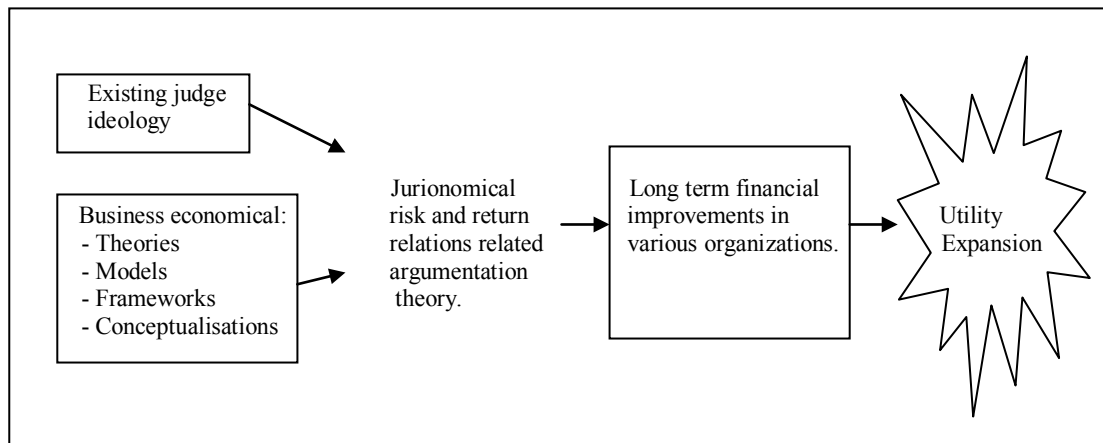 Existing judge
ideology
Business economical:
- Theories
- Models
- Frameworks
- Conceptualisations
Jurionomical
risk and return
relations related
argumentation
theory.
Long term financial
improvements in
various organizations.
Utility
Expansion